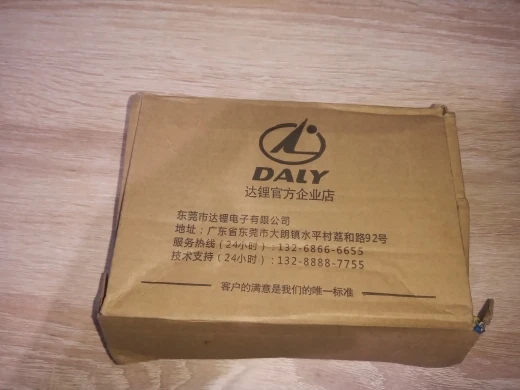 DALY
达锂官方企业店
东莞市达锂电子有限公司
地址：广东省东莞市大朗镇水平村荔和路92号
服务热线（24小时）：132-6866-6655
技术支持（24小时）：132-8888-7755
客户的满意是我们的唯一标准